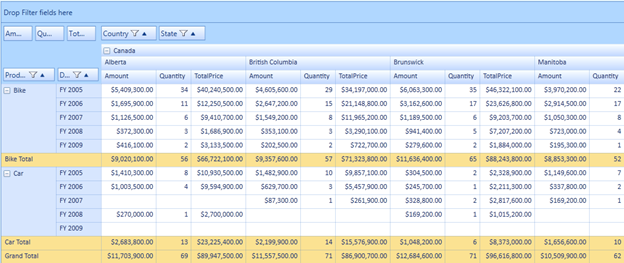 Drop Filter fields here
Am... Qu... Tot... Country State
Canada
Alberta British Columbia Brunswick Manitoba
Prod... D... Amount Quantity TotalPrice Amount Quantity TotalPrice Amount Quantity TotalPrice Amount Quantity
Bike FY 2005 $5,409,300.00 34 $40,240,500.00 $4,605,600.00 29 $34,197,000.00 $6,063,300.00 35 $46,322,100.00 $3,970,200.00 22
FY 2006 $1,695,900.00 11 $12,250,500.00 $2,647,200.00 15 $21,148,800.00 $3,162,600.00 17 $23,626,800.00 $2,914,500.00 17
FY 2007 $1,126,500.00 6 $9,410,700.00 $1,549,200.00 8 $11,965,200.00 $1,189,500.00 6 $9,203,700.00 $1,050,300.00 8
FY 2008 $372,300.00 3 $1,686,900.00 $353,100.00 3 $3,290,100.00 $941,400.00 5 $7,207,200.00 $723,000.00 4
FY 2009 $416,100.00 2 $3,133,500.00 $202,500.00 2 $722,700.00 $279,600.00 2 $1,884,000.00 $195,300.00 1
Bike Total $9,020,100.00 56 $66,722,100.00 $9,357,600.00 57 $71,323,800.00 $11,636,400.00 65 $88,243,800.00 $8,853,300.00 52
Car FY 2005 $1,410,300.00 8 $10,930,500.00 $1,482,900.00 10 $9,857,100.00 $304,500.00 2 $2,328,900.00 $1,149,600.00 7
FY 2006 $1,003,500.00 4 $9,594,900.00 $629,700.00 3 $5,457,900.00 $245,700.00 1 $2,211,300.00 $337,800.00 2
FY 2007 $87,300.00 1 $261,900.00 $328,800.00 2 $2,817,600.00 $169,200.00 1
FY 2008 $270,000.00 1 $2,700,000.00 $169,200.00 1 $1,015,200.00
FY 2009
Car Total $2,683,800.00 13 $23,225,400.00 $2,199,900.00 14 $15,576,900.00 $1,048,200.00 6 $8,373,000.00 $1,656,600.00 10
Grand Total $11,703,900.00 69 $89,947,500.00 $11,557,500.00 71 $86,900,700.00 $12,684,600.00 71 $96,616,800.00 $10,509,900.00 62